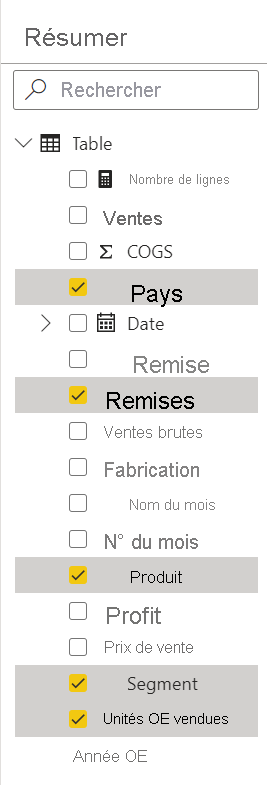 Résumer
Rechercher
Table
Nombre de lignes
Ventes
Σ COGS
Pays
Date
Remise
Remises
Ventes brutes
Fabrication
Nom du mois
N° du mois
Produit
Profit
Prix de vente
Segment
Unités OE vendues
Année OE